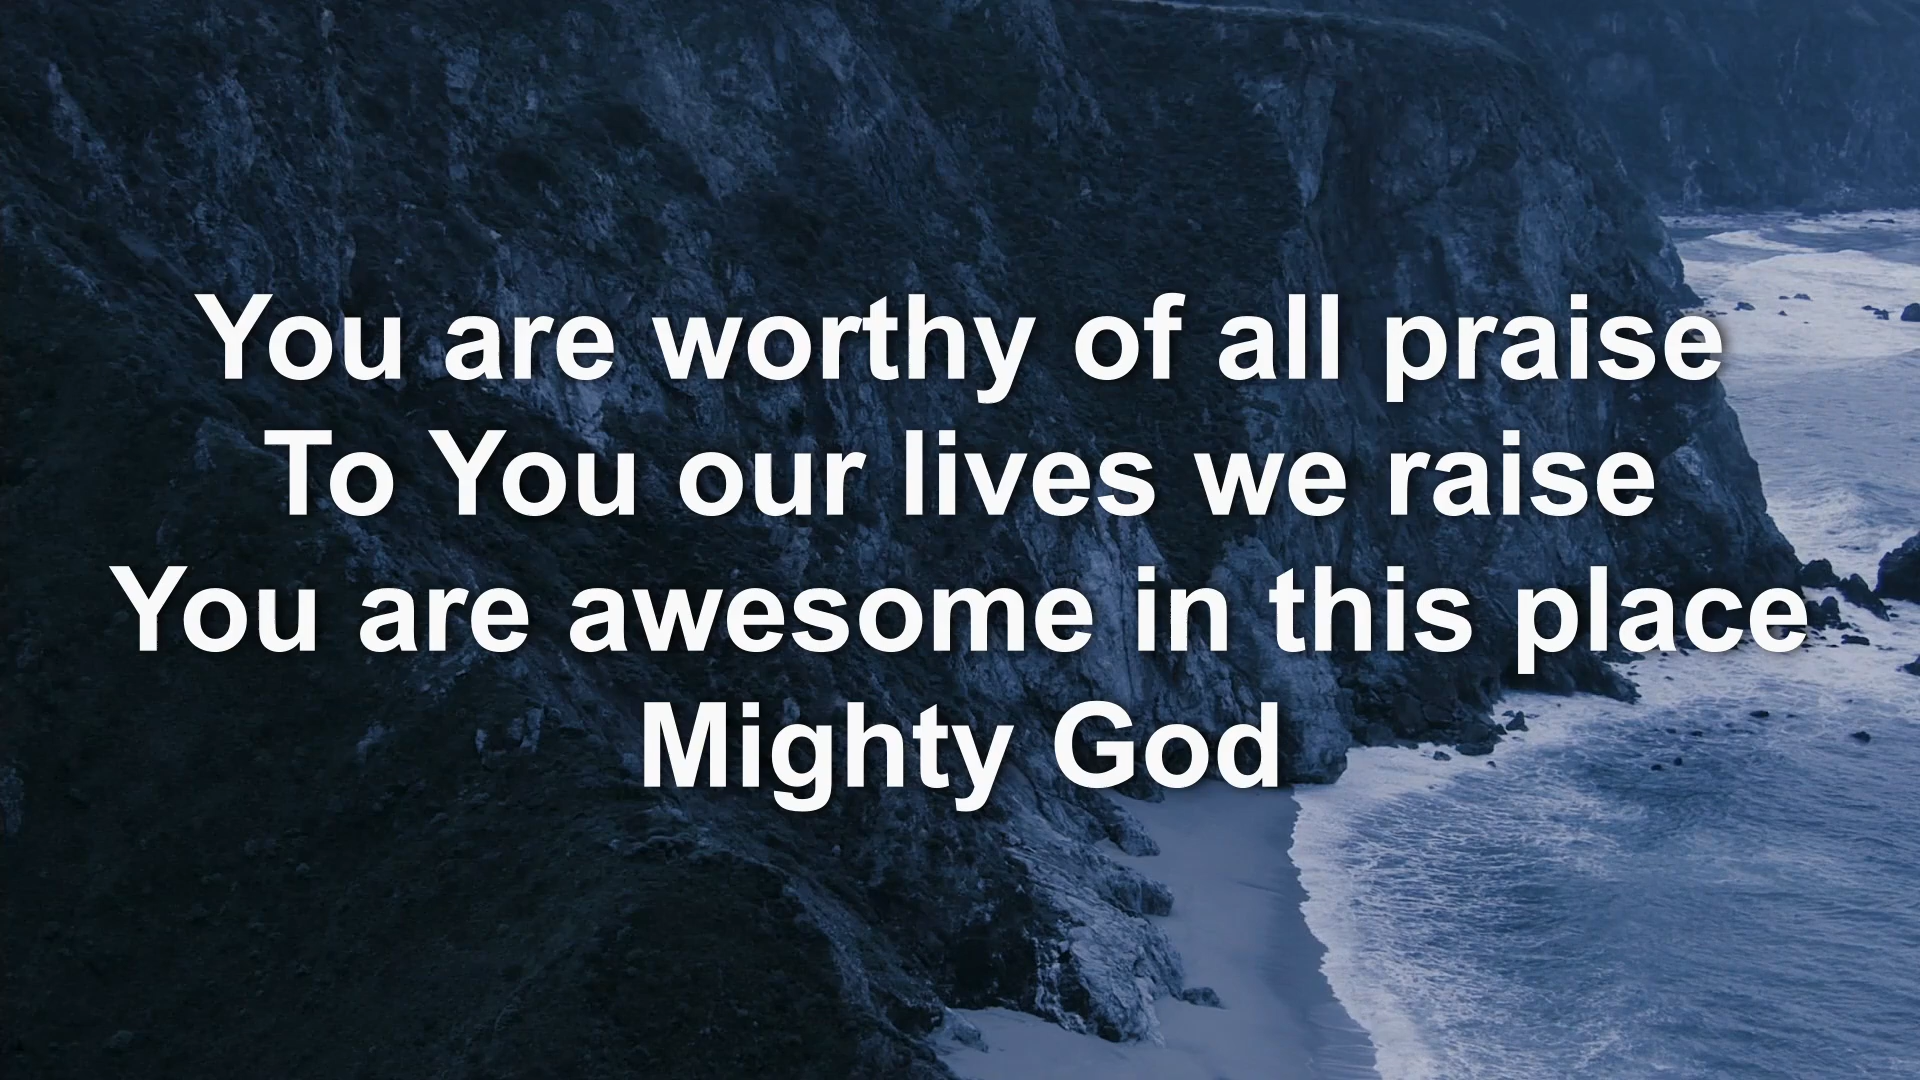 You are worthy of all praise
To You our lives we raise
You are awesome in this place
Mighty God